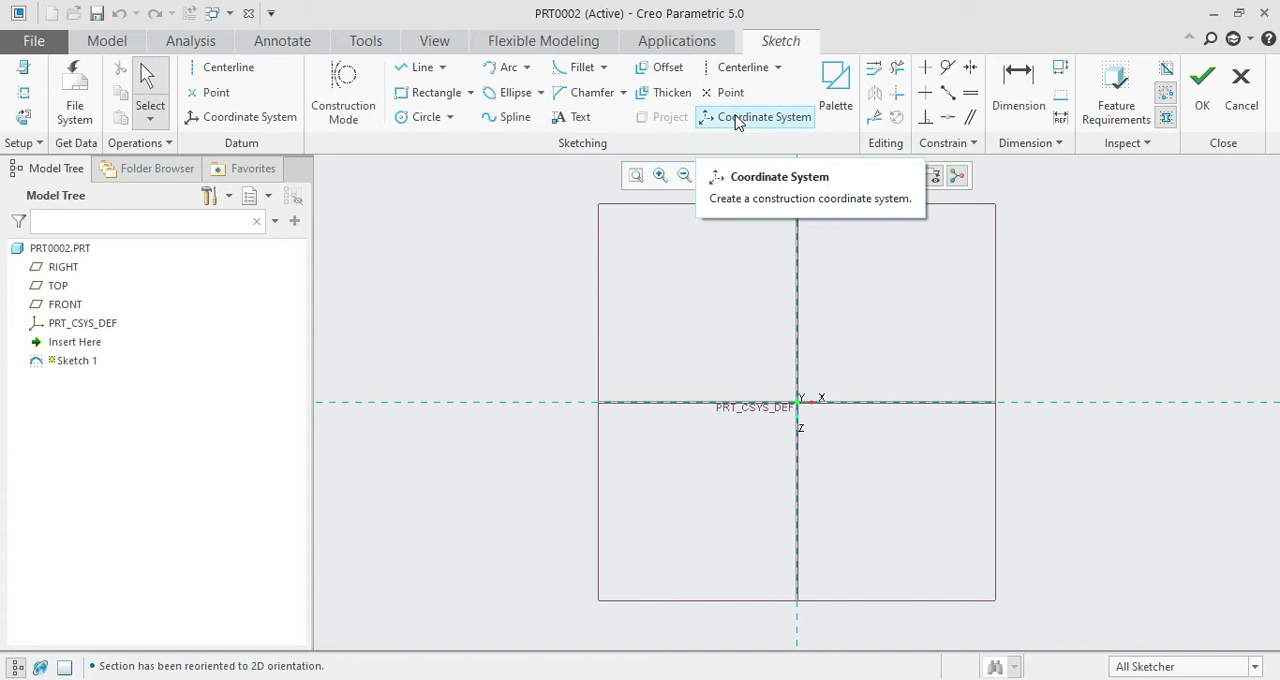 PRT0002 (Active) - Creo Parametric 5.0
File Model Analysis Annotate Tools View Flexible Modeling Applications Sketch
File System
Select
Centerline
Point
Coordinate System
Construction Mode
Line Arc Fillet Offset Centerline
Rectangle Ellipse Chamfer Thicken Point
Circle Spline Text Project Coordinate System
Palette
Dimension
REF
Feature Requirements
OK
Cancel
Setup Get Data Operations Datum Sketching Editing Constrain Dimension Inspect Close
Model Tree Folder Browser Favorites
Model Tree
Coordinate System
Create a construction coordinate system.
PRT0002.PRT
RIGHT
TOP
FRONT
PRT_CSYS_DEF
Insert Here
Sketch 1
Y X
PRT_CSYS_DEF
Z
Section has been reoriented to 2D orientation.
All Sketcher